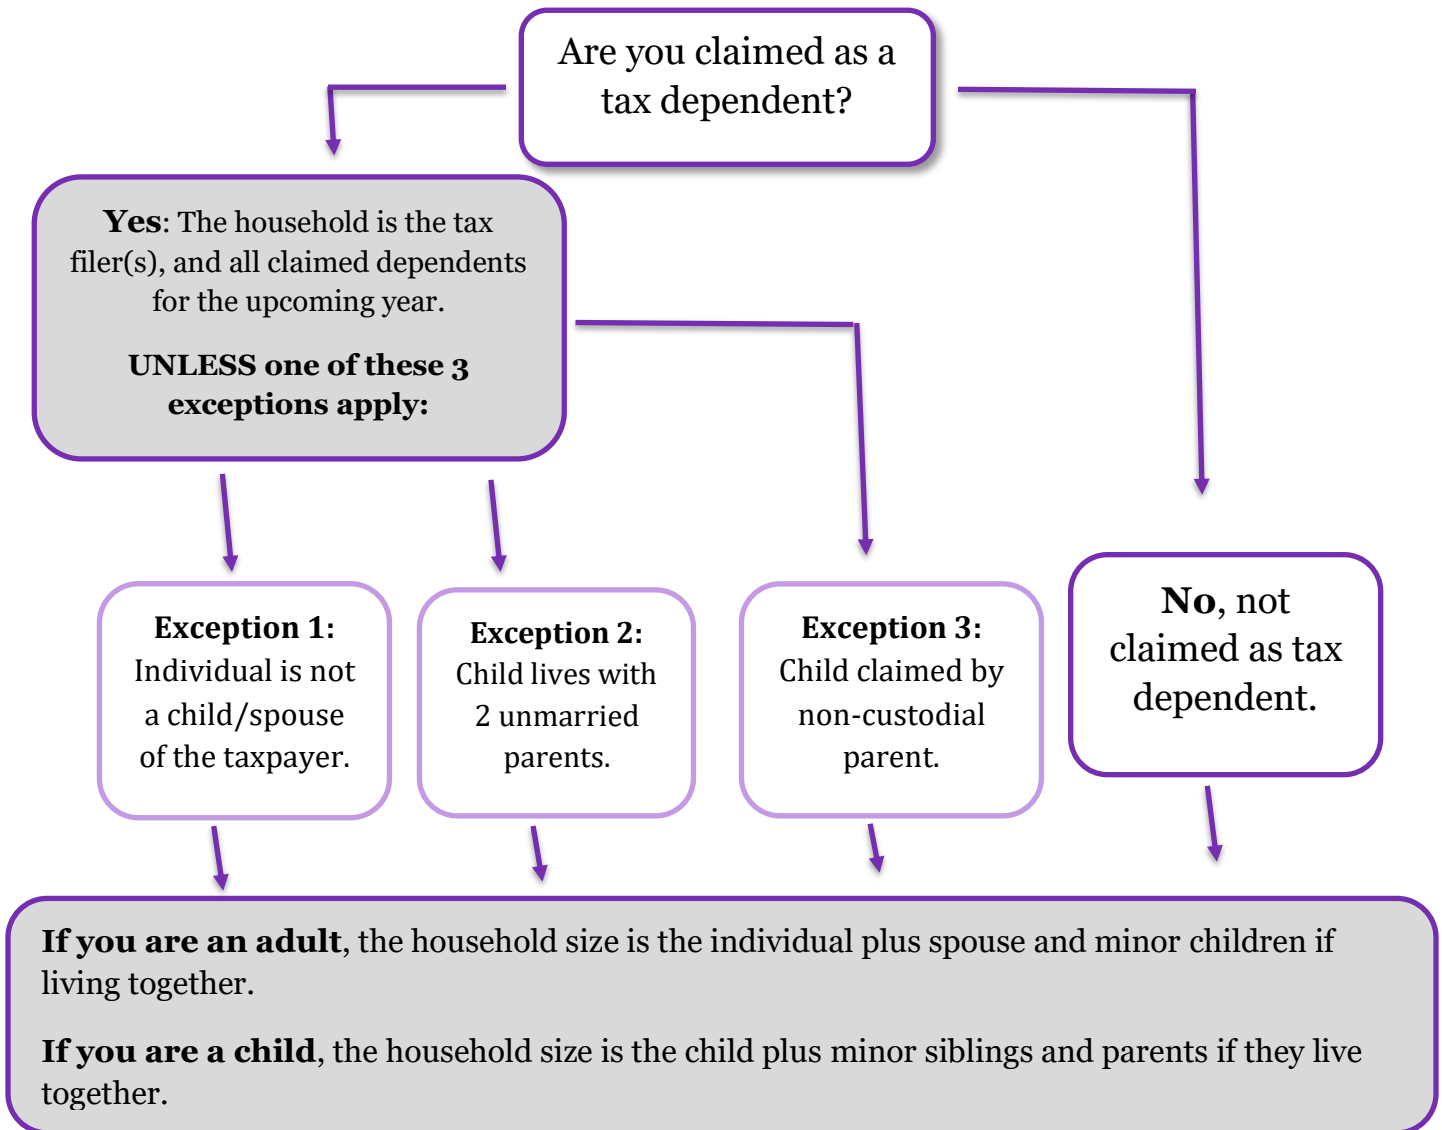 Are you claimed as a
tax dependent?
Yes: The household is the tax
filer(s), and all claimed dependents
for the upcoming year.
UNLESS one of these 3
exceptions apply:
Exception 1:
Individual is not
a child/spouse
of the taxpayer.
Exception 2:
Child lives with
2 unmarried
parents.
Exception 3:
Child claimed by
non-custodial
parent.
No, not
claimed as tax
dependent.
If you are an adult, the household size is the individual plus spouse and minor children if
living together.
If you are a child, the household size is the child plus minor siblings and parents if they live
together.